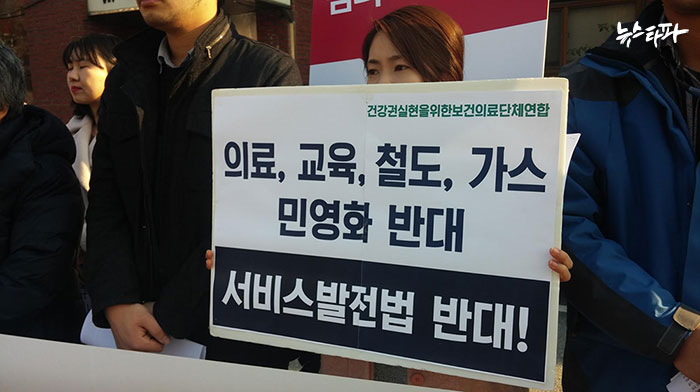 뉴스타파
건강권실현을위한보건의료단체연합
의료, 교육, 철도, 가스
민영화 반대
서비스발전법 반대!